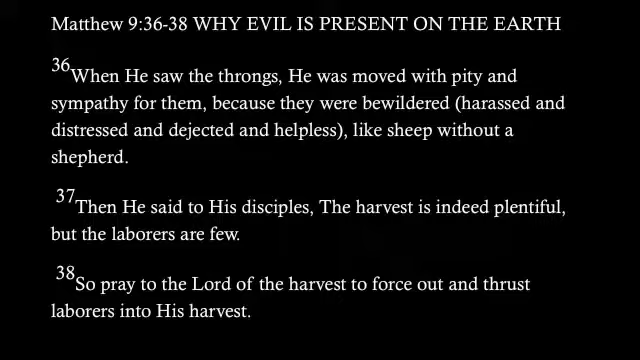 Matthew 9:36-38 WHY EVIL IS PRESENT ON THE EARTH
36When He saw the throngs, He was moved with pity and
sympathy for them, because they were bewildered (harassed and
distressed and dejected and helpless), like sheep without a
shepherd.
37Then He said to His disciples, The harvest is indeed plentiful,
but the laborers are few.
38So pray to the Lord of the harvest to force out and thrust
laborers into His harvest.